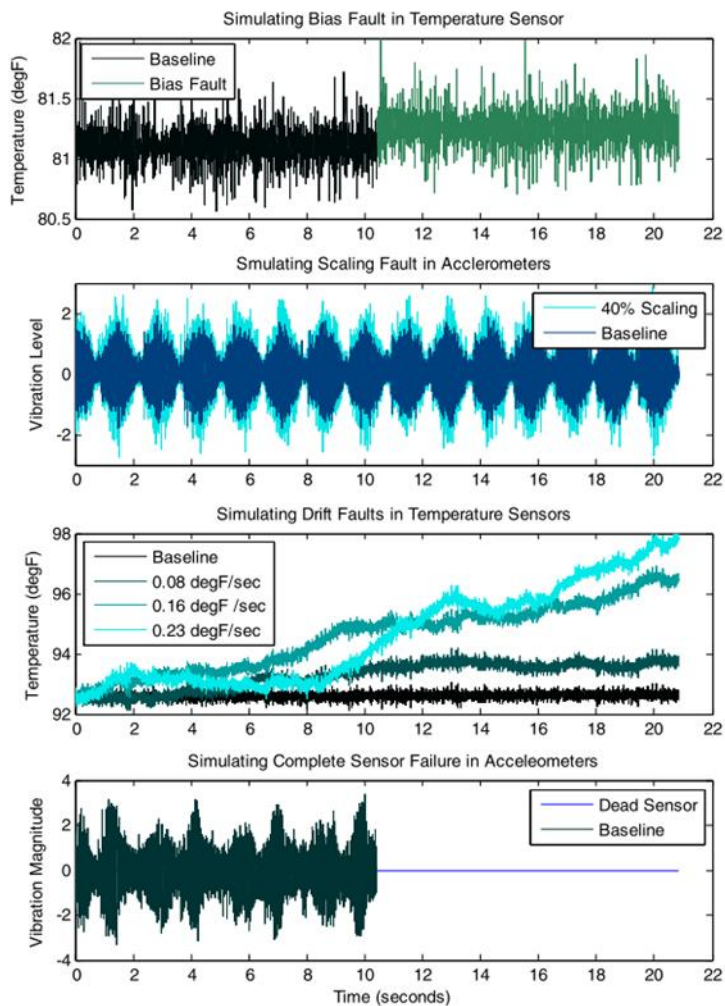 Simulating Bias Fault in Temperature Sensor
82
81.5
81
80.5
Temperature (degF)
Baseline
Bias Fault
0 2 4 6 8 10 12 14 16 18 20 22
Smulating Scaling Fault in Acclerometers
2
0
-2
Vibration Level
40% Scaling
Baseline
0 2 4 6 8 10 12 14 16 18 20 22
Simulating Drift Faults in Temperature Sensors
98
96
94
92
Temperature (degF)
Baseline
0.08 degF/sec
0.16 degF /sec
0.23 degF/sec
0 2 4 6 8 10 12 14 16 18 20 22
Simulating Complete Sensor Failure in Acceleometers
4
2
0
-2
-4
Vibration Magnitude
Dead Sensor
Baseline
0 2 4 6 8 10 12 14 16 18 20 22
Time (seconds)